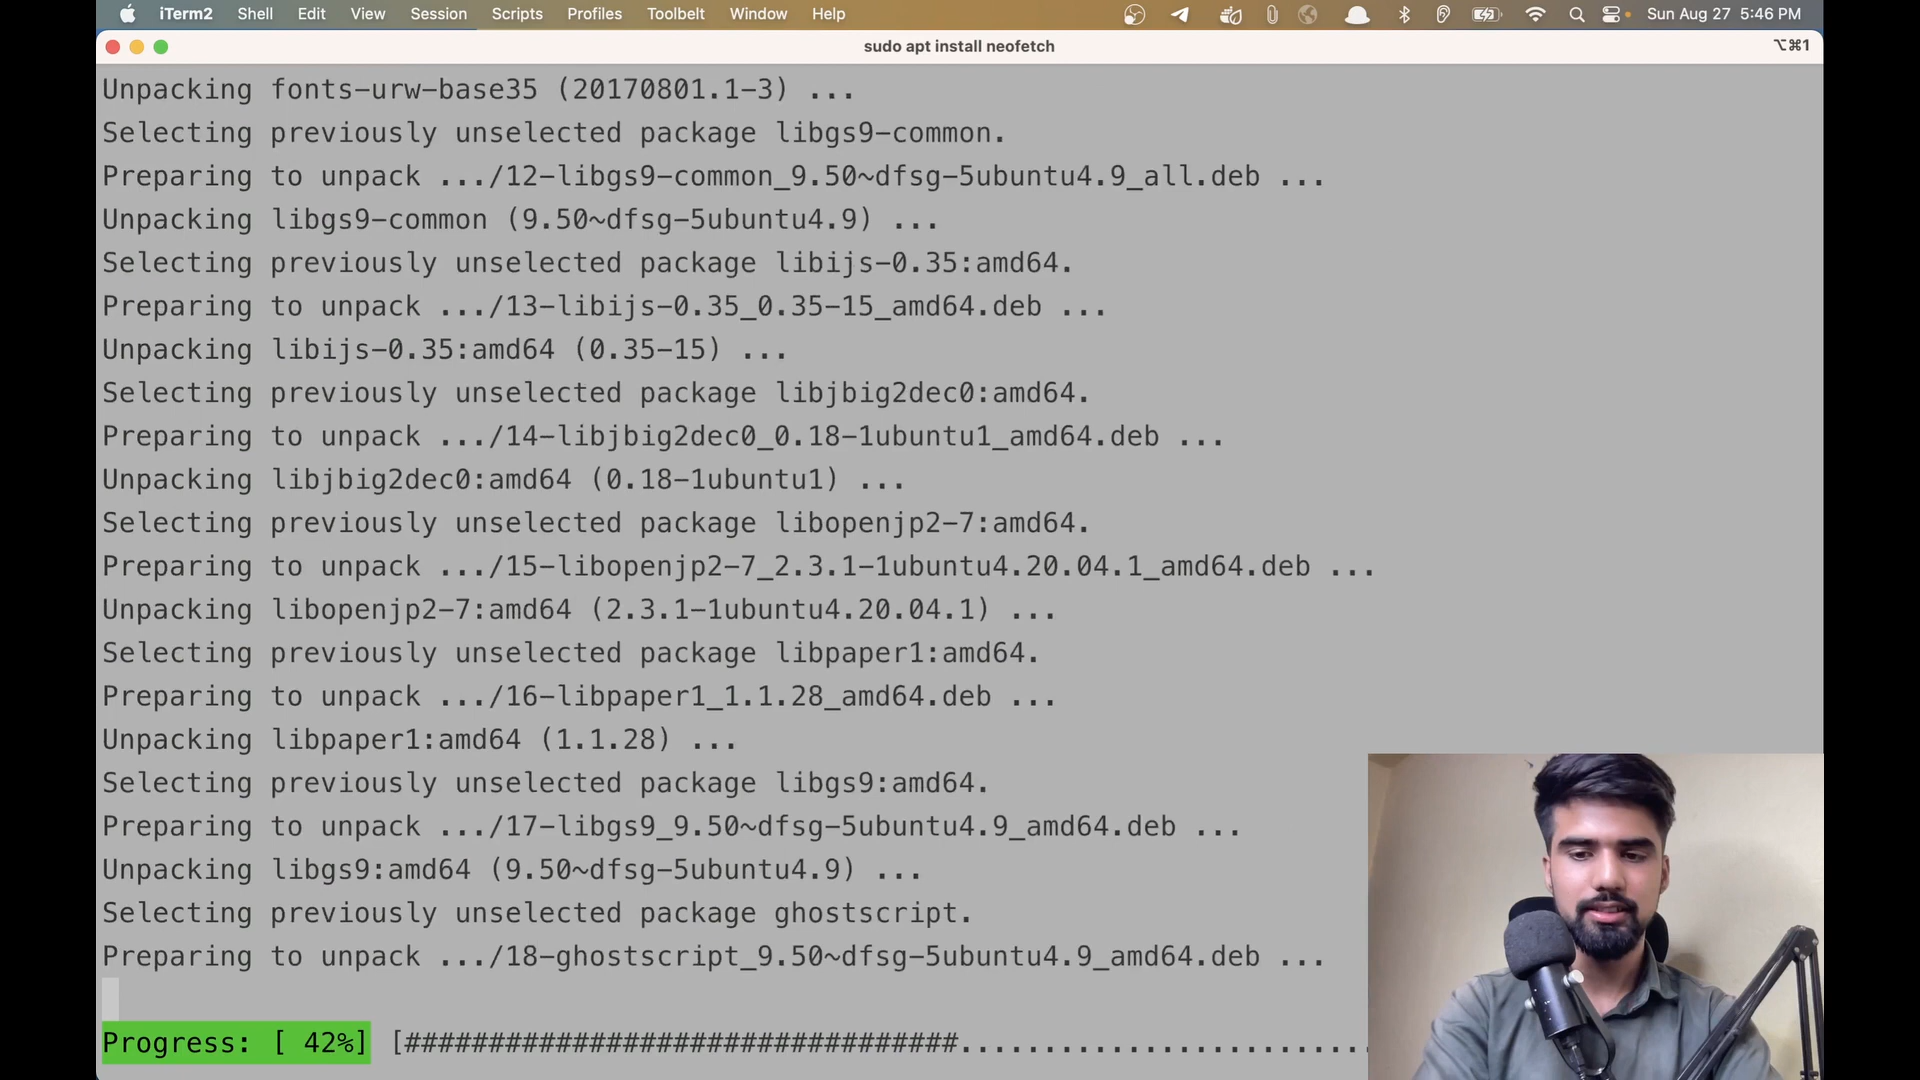 iTerm2 Shell Edit View Session Scripts Profiles Toolbelt Window Help Sun Aug 27 5:46 PM
sudo apt install neofetch ⌥⌘1
Unpacking fonts-urw-base35 (20170801.1-3) ...
Selecting previously unselected package libgs9-common.
Preparing to unpack .../12-libgs9-common_9.50~dfsg-5ubuntu4.9_all.deb ...
Unpacking libgs9-common (9.50~dfsg-5ubuntu4.9) ...
Selecting previously unselected package libijs-0.35:amd64.
Preparing to unpack .../13-libijs-0.35_0.35-15_amd64.deb ...
Unpacking libijs-0.35:amd64 (0.35-15) ...
Selecting previously unselected package libjbig2dec0:amd64.
Preparing to unpack .../14-libjbig2dec0_0.18-1ubuntu1_amd64.deb ...
Unpacking libjbig2dec0:amd64 (0.18-1ubuntu1) ...
Selecting previously unselected package libopenjp2-7:amd64.
Preparing to unpack .../15-libopenjp2-7_2.3.1-1ubuntu4.20.04.1_amd64.deb ...
Unpacking libopenjp2-7:amd64 (2.3.1-1ubuntu4.20.04.1) ...
Selecting previously unselected package libpaper1:amd64.
Preparing to unpack .../16-libpaper1_1.1.28_amd64.deb ...
Unpacking libpaper1:amd64 (1.1.28) ...
Selecting previously unselected package libgs9:amd64.
Preparing to unpack .../17-libgs9_9.50~dfsg-5ubuntu4.9_amd64.deb ...
Unpacking libgs9:amd64 (9.50~dfsg-5ubuntu4.9) ...
Selecting previously unselected package ghostscript.
Preparing to unpack .../18-ghostscript_9.50~dfsg-5ubuntu4.9_amd64.deb ...
Progress: [ 42%] [#################################.........................